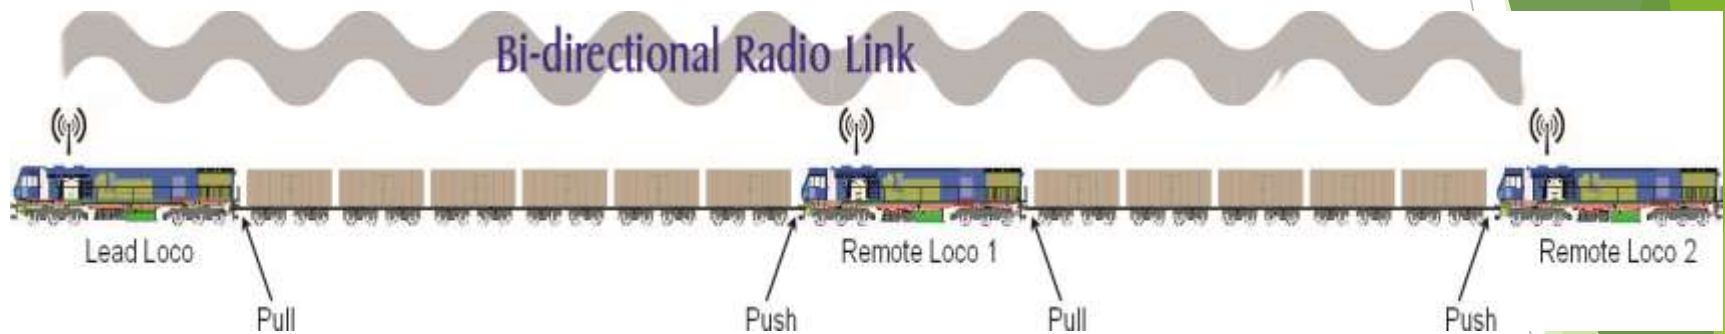 Bi-directional Radio Link
Lead Loco
Remote Loco 1
Remote Loco 2
Pull
Push
Pull
Push